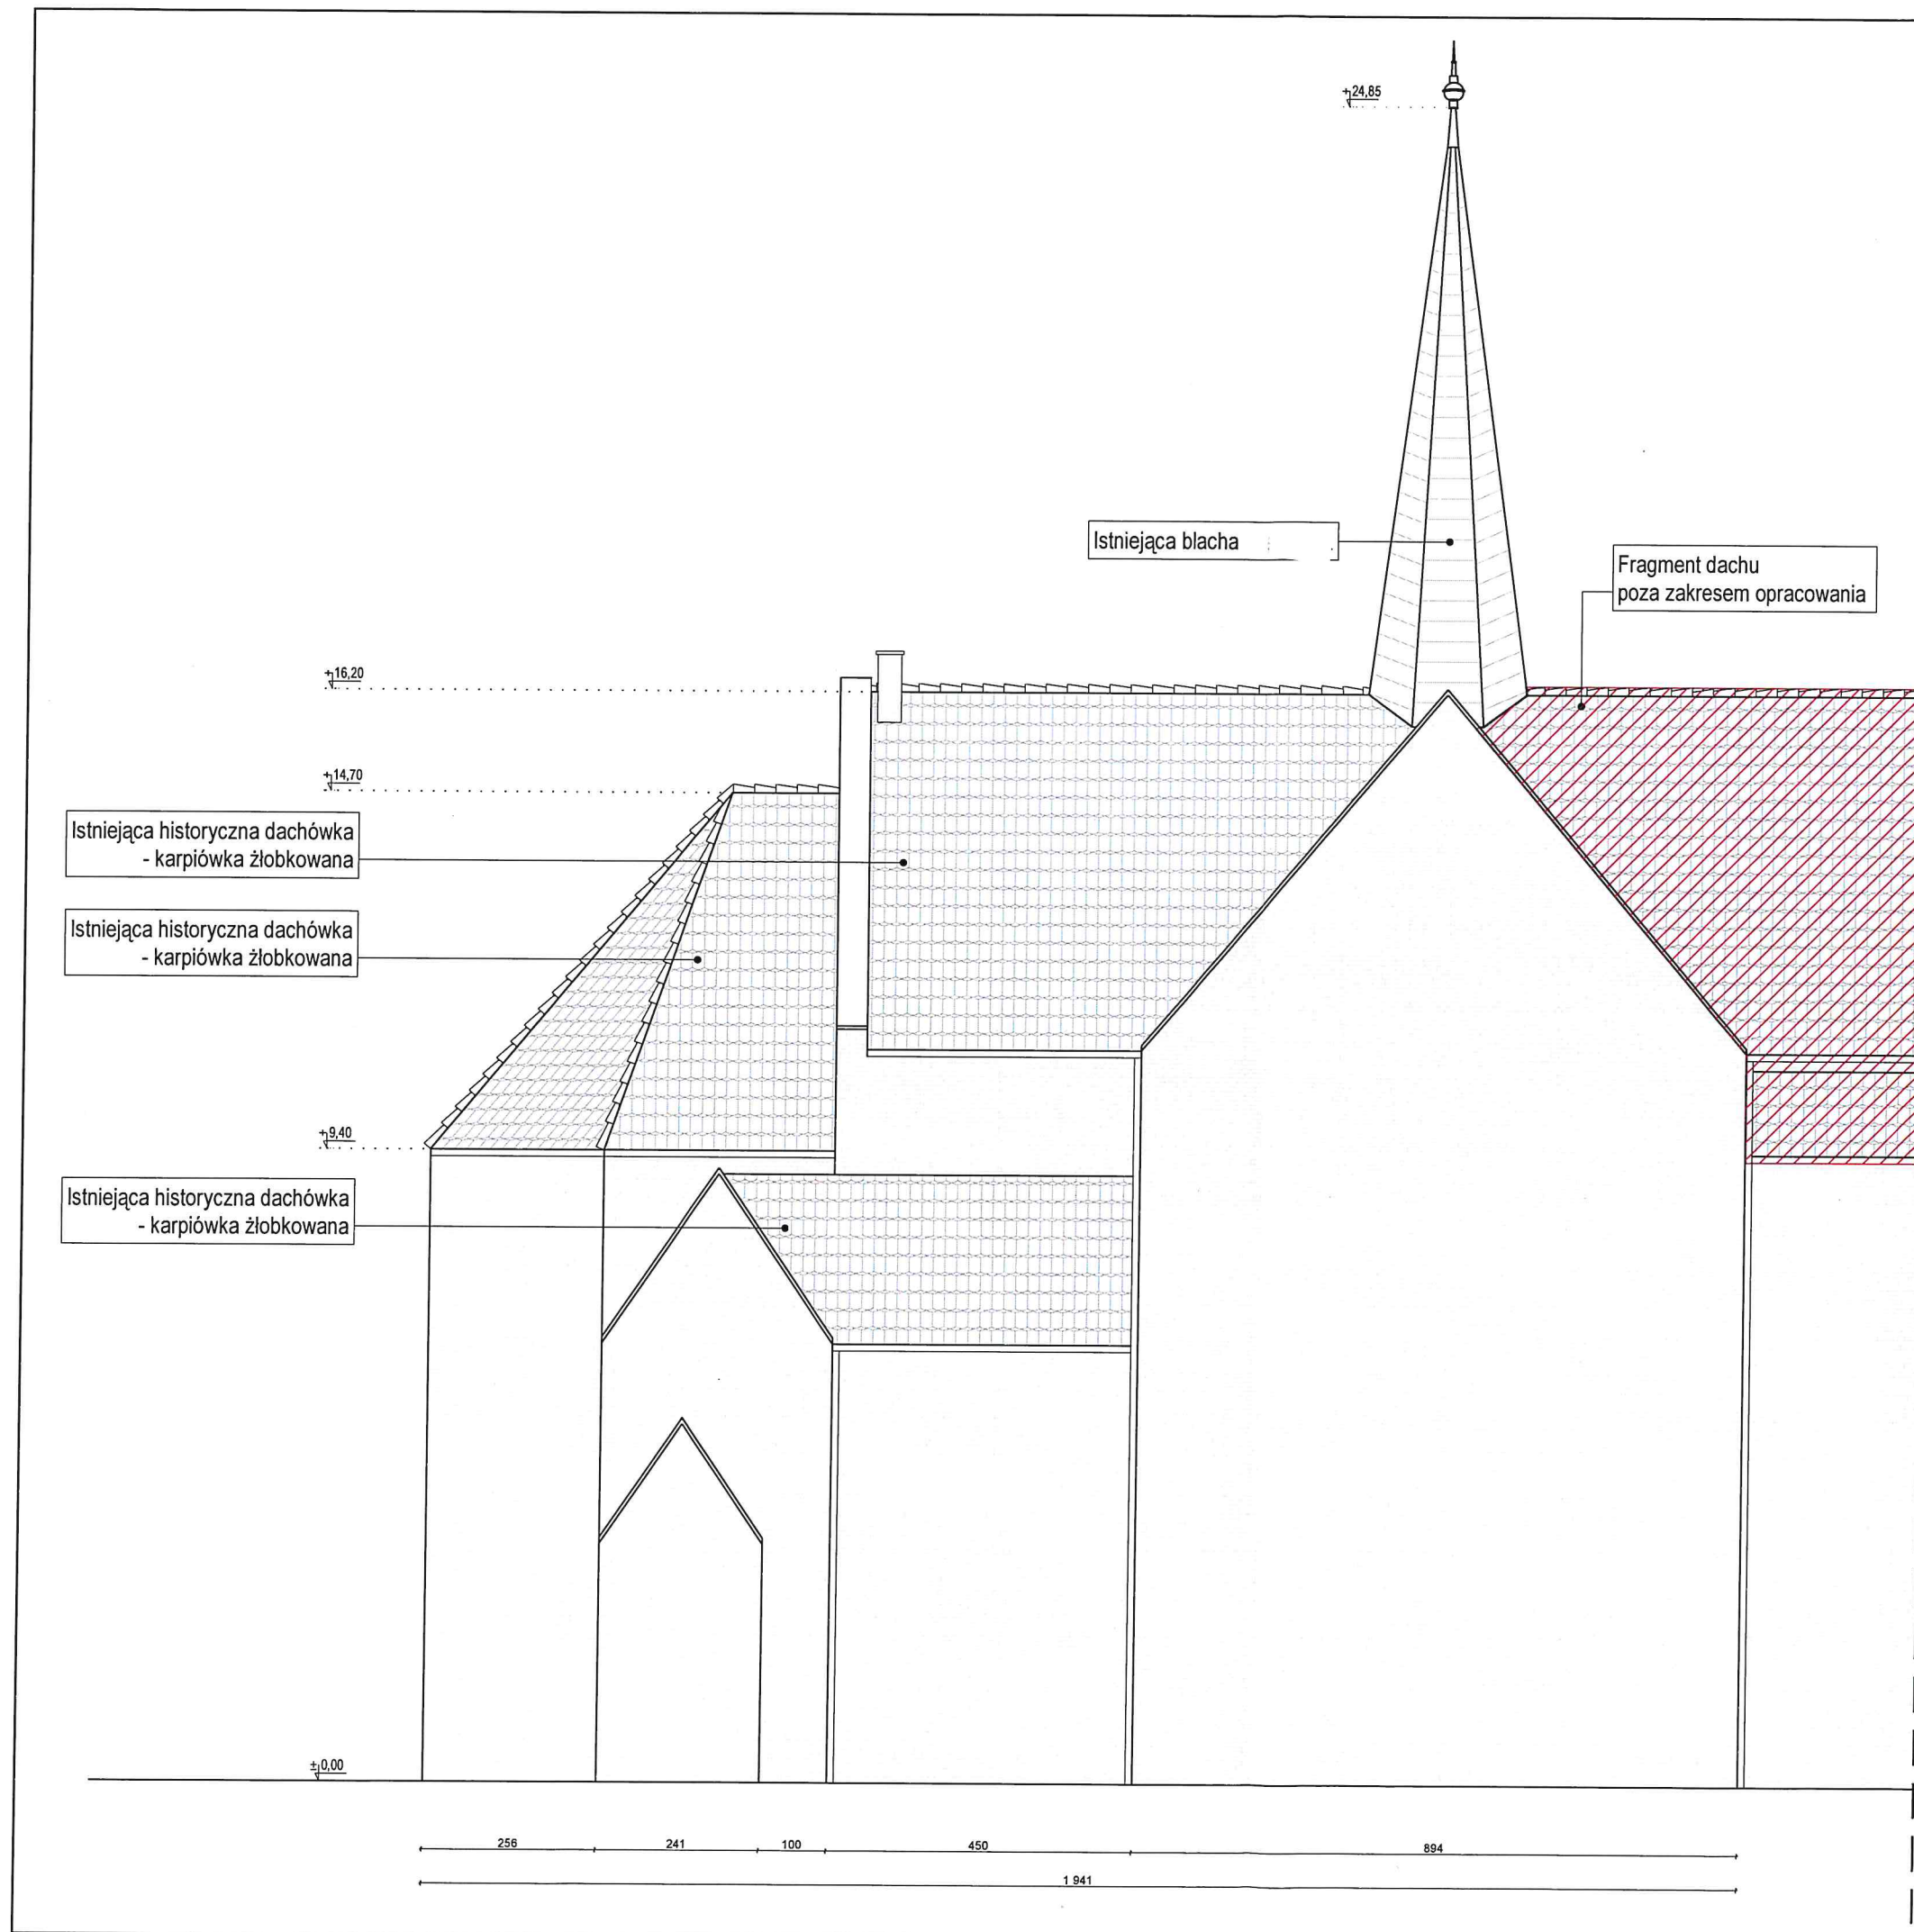 +24,85
Istniejąca blacha
Fragment dachu
poza zakresem opracowania
+16,20
+14,70
Istniejąca historyczna dachówka
- karpiówka żłobkowana
Istniejąca historyczna dachówka
- karpiówka żłobkowana
+9,40
Istniejąca historyczna dachówka
- karpiówka żłobkowana
±0,00
256 241 100 450 894
1 941